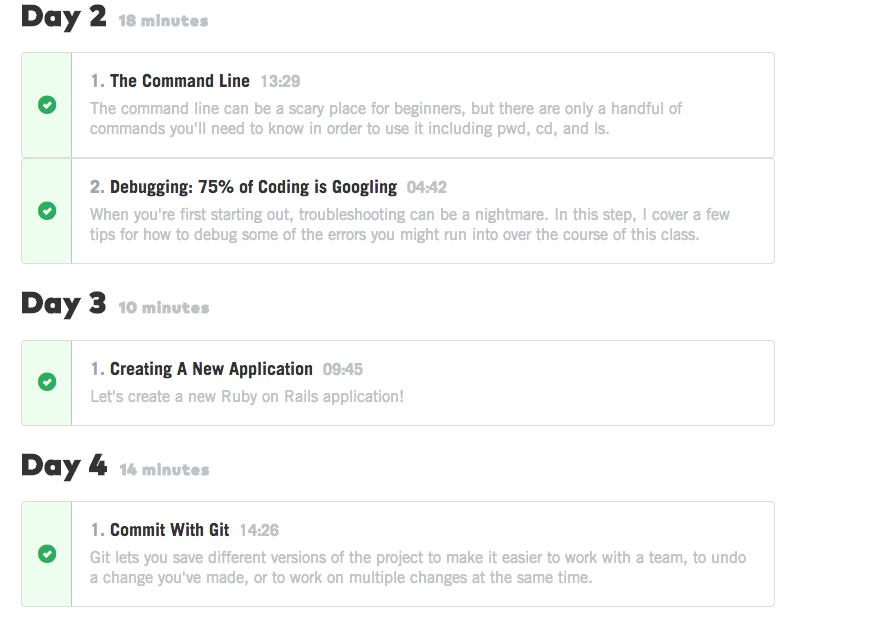 Day 2 18 minutes
1. The Command Line 13:29
The command line can be a scary place for beginners, but there are only a handful of
commands you'll need to know in order to use it including pwd, cd, and ls.
2. Debugging: 75% of Coding is Googling 04:42
When you're first starting out, troubleshooting can be a nightmare. In this step, I cover a few
tips for how to debug some of the errors you might run into over the course of this class.
Day 3 10 minutes
1. Creating A New Application 09:45
Let's create a new Ruby on Rails application!
Day 4 14 minutes
1. Commit With Git 14:26
Git lets you save different versions of the project to make it easier to work with a team, to undo
a change you've made, or to work on multiple changes at the same time.